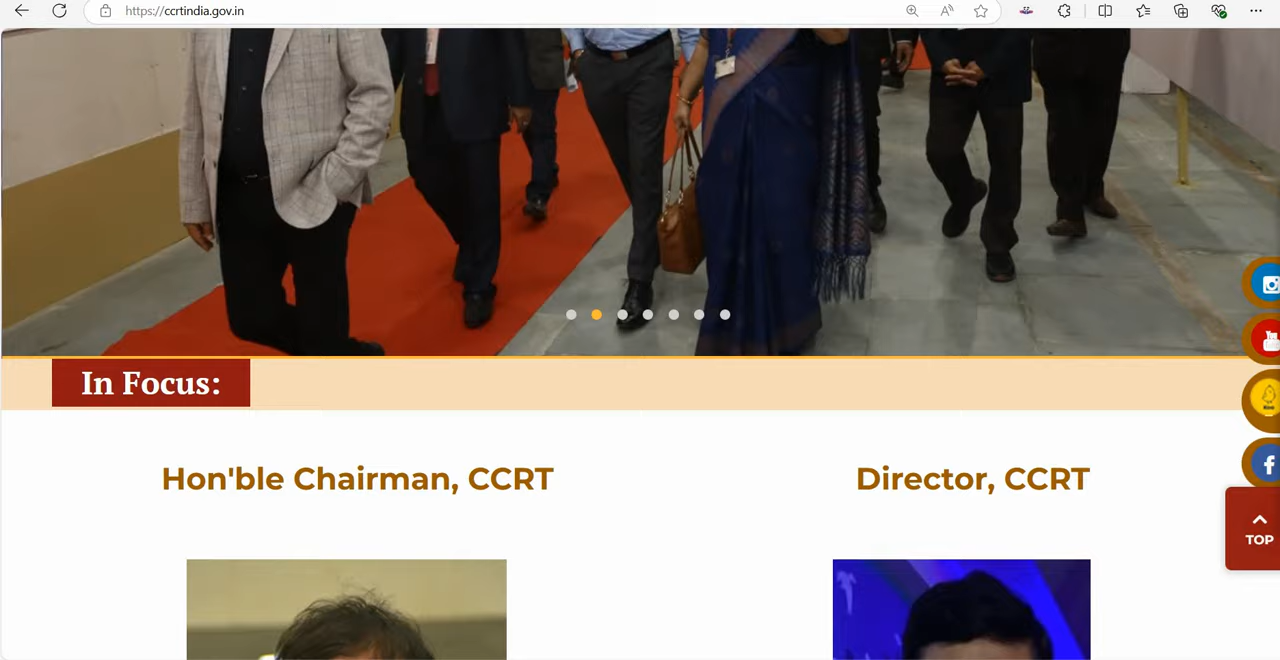 https://ccrtindia.gov.in
In Focus:
Hon'ble Chairman, CCRT
Director, CCRT
TOP